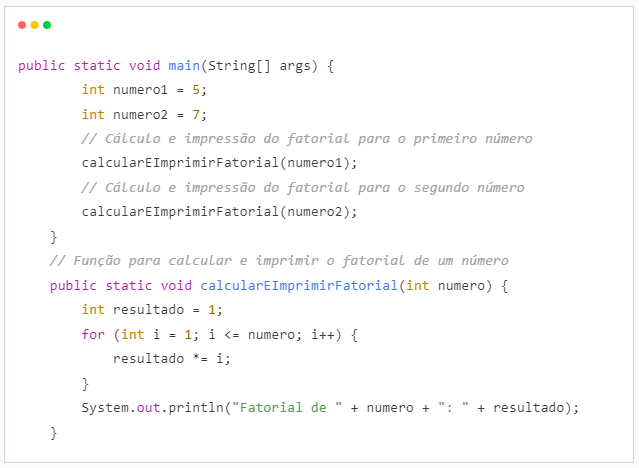 public static void main(String[] args) {
        int numero1 = 5;
        int numero2 = 7;
        // Cálculo e impressão do fatorial para o primeiro número
        calcularEImprimirFatorial(numero1);
        // Cálculo e impressão do fatorial para o segundo número
        calcularEImprimirFatorial(numero2);
    }
    // Função para calcular e imprimir o fatorial de um número
    public static void calcularEImprimirFatorial(int numero) {
        int resultado = 1;
        for (int i = 1; i <= numero; i++) {
            resultado *= i;
        }
        System.out.println("Fatorial de " + numero + ": " + resultado);
    }